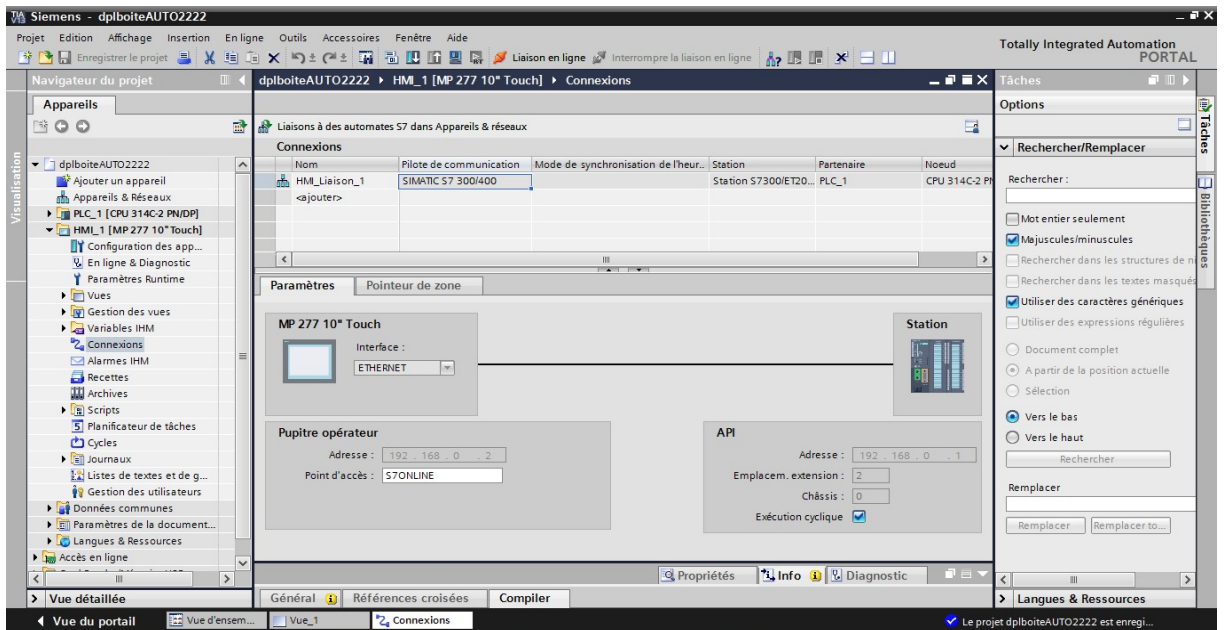 Siemens - dplboiteAUTO2222
Projet Edition Affichage Insertion En ligne Outils Accessoires Fenêtre Aide
Totally Integrated Automation
PORTAL
Enregistrer le projet
Liaison en ligne
Interrompre la liaison en ligne
Navigateur du projet
dplboiteAUTO2222 HMI_1 [MP 277 10" Touch] Connexions
Tâches
Appareils
Options
Visualisation
dplboiteAUTO2222
Ajouter un appareil
Appareils & Réseaux
PLC_1 [CPU 314C-2 PN/DP]
HMI_1 [MP 277 10" Touch]
Configuration des app...
En ligne & Diagnostic
Paramètres Runtime
Vues
Gestion des vues
Variables IHM
Connexions
Alarmes IHM
Recettes
Archives
Scripts
Planificateur de tâches
Cycles
Journaux
Listes de textes et de g...
Gestion des utilisateurs
Données communes
Paramètres de la document...
Langues & Ressources
Accès en ligne
Vue détaillée
Liaisons à des automates S7 dans Appareils & réseaux
Connexions
Nom Pilote de communication Mode de synchronisation de l'heur... Station Partenaire Noeud
HMI_Liaison_1 SIMATIC S7 300/400 Station S7300/ET20... PLC_1 CPU 314C-2 PN
<ajouter>
Paramètres Pointeur de zone
MP 277 10" Touch
Interface :
ETHERNET
Station
Pupitre opérateur
Adresse : 192 . 168 . 0 . 2
Point d'accès : S7ONLINE
API
Adresse : 192 . 168 . 0 . 1
Emplacem. extension : 2
Châssis : 0
Exécution cyclique
Propriétés Info Diagnostic
Général Références croisées Compiler
Rechercher/Remplacer
Rechercher :
Mot entier seulement
Majuscules/minuscules
Rechercher dans les structures de ni
Rechercher dans les textes masqués
Utiliser des caractères génériques
Utiliser des expressions régulières
Document complet
A partir de la position actuelle
Sélection
Vers le bas
Vers le haut
Rechercher
Remplacer
Remplacer Remplacer to...
Langues & Ressources
Tâches
Bibliothèques
Vue du portail Vue d'ensem... Vue_1 Connexions Le projet dplboiteAUTO2222 est enregi...